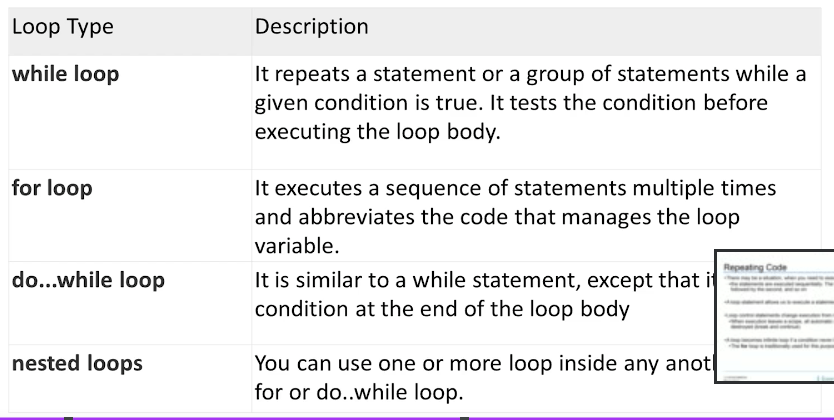 Loop Type
Description
while loop
It repeats a statement or a group of statements while a
given condition is true. It tests the condition before
executing the loop body.
for loop
It executes a sequence of statements multiple times
and abbreviates the code that manages the loop
variable.
do...while loop
It is similar to a while statement, except that
condition at the end of the loop body
nested loops
You can use one or more loop inside any
for or do..while loop.
Repeating Code